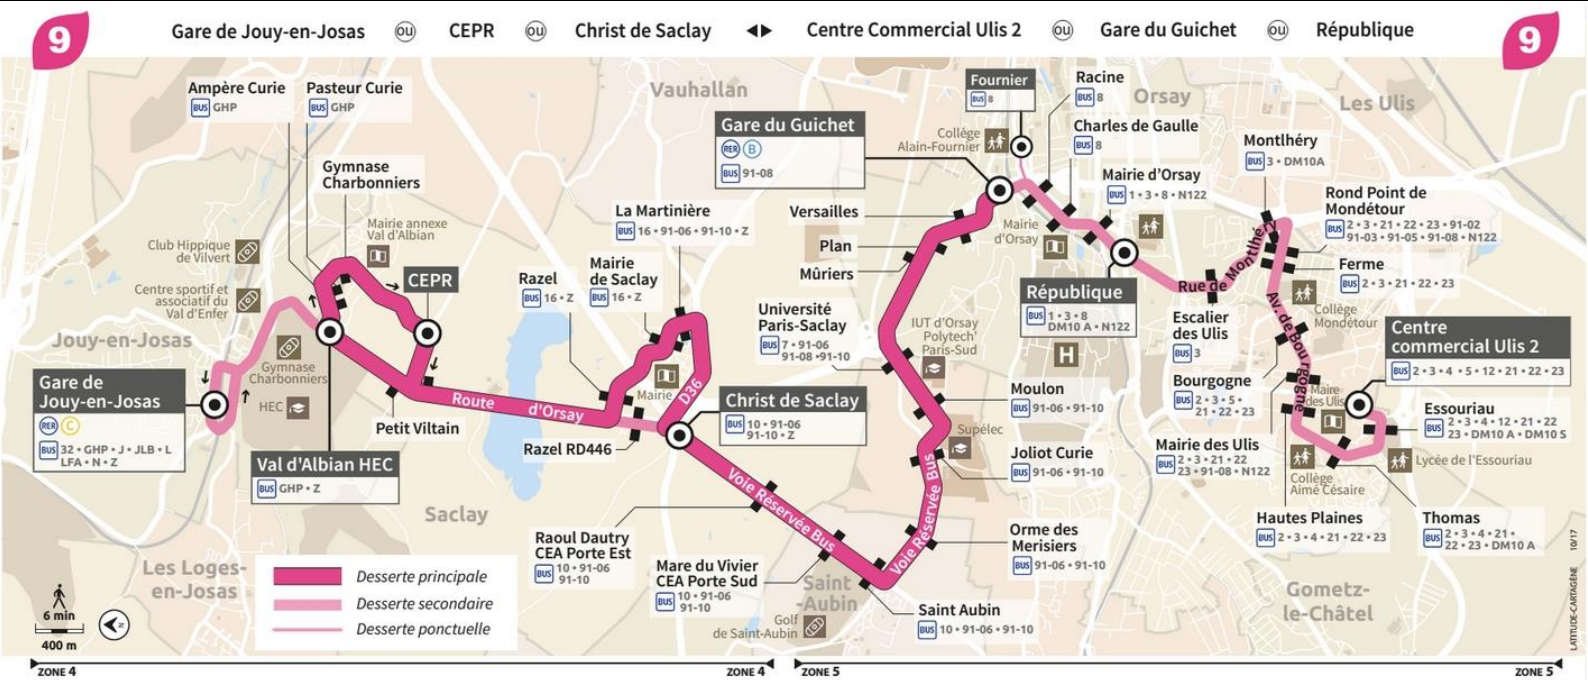 9
Gare de Jouy-en-Josas ou CEPR ou Christ de Saclay ◄► Centre Commercial Ulis 2 ou Gare du Guichet ou République
9
Ampère Curie
BUS GHP
Pasteur Curie
BUS GHP
Gymnase
Charbonniers
Mairie annexe
Val d'Albian
Club Hippique
de Vilvert
Centre sportif et
associatif du
Val d'Enfer
Jouy-en-Josas
Gymnase
Charbonniers
HEC
Gare de
Jouy-en-Josas
RER C
BUS 32 • GHP • J • JLB • L
LFA • N • Z
CEPR
Val d'Albian HEC
BUS GHP • Z
Petit Viltain
Route d'Orsay
Saclay
Les Loges-
en-Josas
Vauhallan
La Martinière
BUS 16 • 91-06 • 91-10 • Z
Razel
BUS 16 • Z
Mairie
de Saclay
BUS 16 • Z
Mairie
D36
Razel RD446
Christ de Saclay
BUS 10 • 91-06
91-10 • Z
Voie Réservée Bus
Raoul Dautry
CEA Porte Est
BUS 10 • 91-06
91-10
Mare du Vivier
CEA Porte Sud
BUS 10 • 91-06
91-10
Saint
-Aubin
Golf
de Saint-Aubin
Saint Aubin
BUS 10 • 91-06 • 91-10
Voie Réservée Bus
Orme des
Merisiers
BUS 91-06 • 91-10
Joliot Curie
BUS 91-06 • 91-10
Supélec
Moulon
BUS 91-06 • 91-10
IUT d'Orsay
Polytech'
Paris-Sud
Université
Paris-Saclay
BUS 7 • 91-06
91-08 • 91-10
Mûriers
Plan
Versailles
Gare du Guichet
RER B
BUS 91-08
Fournier
BUS 8
Collège
Alain-Fournier
Racine
BUS 8
Charles de Gaulle
BUS 8
Orsay
Mairie d'Orsay
BUS 1 • 3 • 8 • N122
Mairie
d'Orsay
République
BUS 1 • 3 • 8
DM10 A • N122
H
Les Ulis
Montlhéry
BUS 3 • DM10A
Rue de Montlhéry
Escalier
des Ulis
BUS 3
Rond Point de
Mondétour
BUS 2 • 3 • 21 • 22 • 23 • 91-02
91-03 • 91-05 • 91-08 • N122
Ferme
BUS 2 • 3 • 21 • 22 • 23
Collège
Mondétour
Av. de Bourgogne
Bourgogne
BUS 2 • 3 • 5 •
21 • 22 • 23
Mairie des Ulis
BUS 2 • 3 • 21 • 22
23 • 91-08 • N122
Maire
des Ulis
Centre
commercial Ulis 2
BUS 2 • 3 • 4 • 5 • 12 • 21 • 22 • 23
Essouriau
BUS 2 • 3 • 4 • 12 • 21 • 22
23 • DM10 A • DM10 S
Lycée de l'Essouriau
Collège
Aimé Césaire
Hautes Plaines
BUS 2 • 3 • 4 • 21 • 22 • 23
Thomas
BUS 2 • 3 • 4 • 21 •
22 • 23 • DM10 A
Gometz-
le-Châtel
Desserte principale
Desserte secondaire
Desserte ponctuelle
6 min
400 m
N
LATITUDE-CARTAGÈNE 10/17
ZONE 4
ZONE 4
ZONE 5
ZONE 5